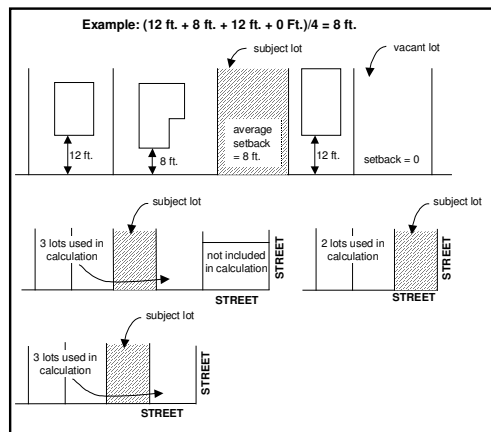 Example: (12 ft. + 8 ft. + 12 ft. + 0 Ft.)/4 = 8 ft.
subject lot
vacant lot
average
setback
= 8 ft.
12 ft.
8 ft.
12 ft.
setback = 0
subject lot
3 lots used in
calculation
not included
in calculation
STREET
STREET
subject lot
2 lots used in
calculation
STREET
STREET
subject lot
3 lots used in
calculation
STREET
STREET